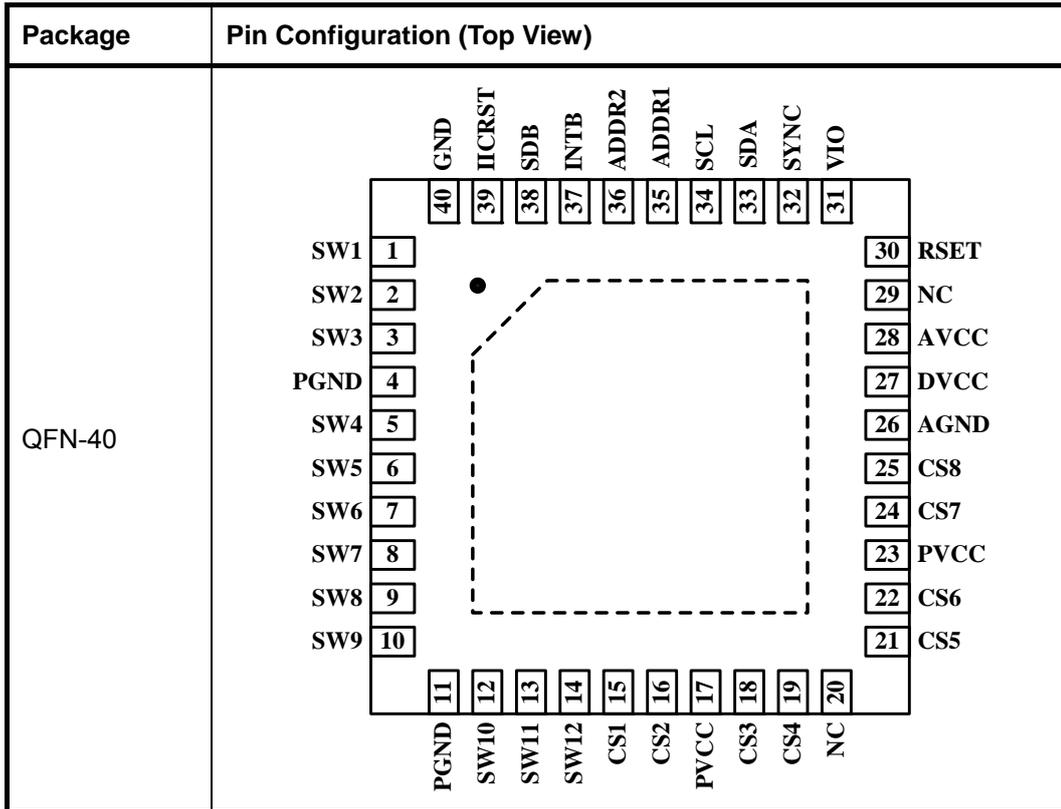 Package
Pin Configuration (Top View)
QFN-40
GND
IICRST
SDB
INTB
ADDR2
ADDR1
SCL
SDA
SYNC
VIO
40
39
38
37
36
35
34
33
32
31
SW1 1
SW2 2
SW3 3
PGND 4
SW4 5
SW5 6
SW6 7
SW7 8
SW8 9
SW9 10
30 RSET
29 NC
28 AVCC
27 DVCC
26 AGND
25 CS8
24 CS7
23 PVCC
22 CS6
21 CS5
11
12
13
14
15
16
17
18
19
20
PGND
SW10
SW11
SW12
CS1
CS2
PVCC
CS3
CS4
NC